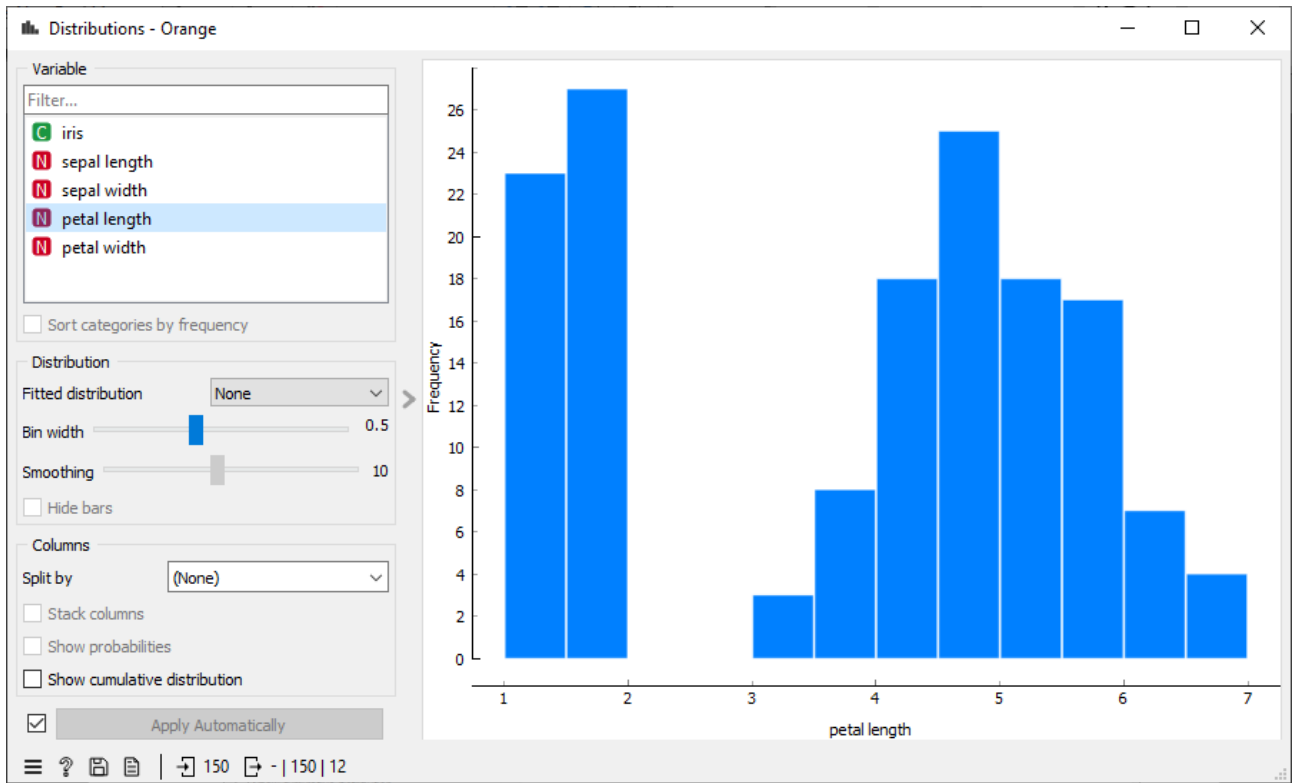 Distributions - Orange
Variable
Filter...
C iris
N sepal length
N sepal width
N petal length
N petal width
Sort categories by frequency
Distribution
Fitted distribution None
Bin width 0.5
Smoothing 10
Hide bars
Columns
Split by (None)
Stack columns
Show probabilities
Show cumulative distribution
Apply Automatically
? 150 - | 150 | 12
Frequency
26
24
22
20
18
16
14
12
10
8
6
4
2
0
1 2 3 4 5 6 7
petal length